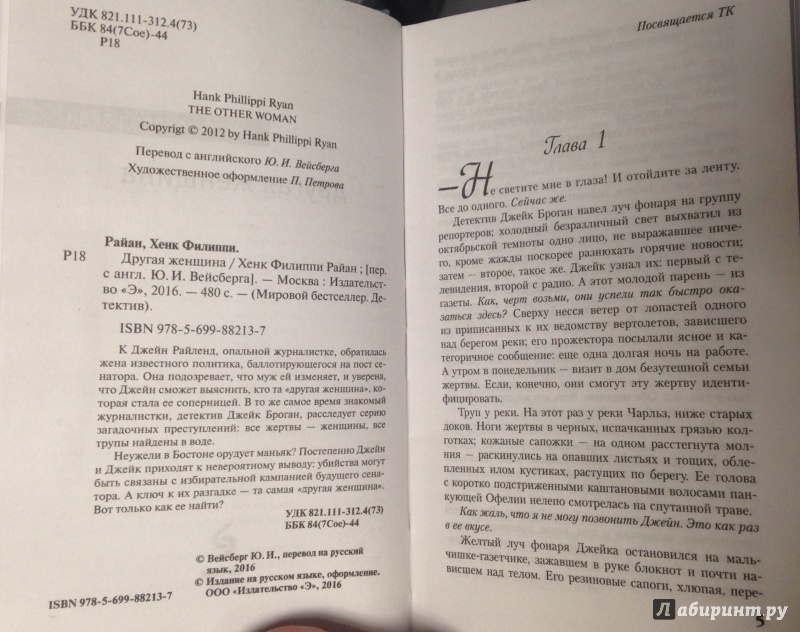 УДК 821.111-312.4(73)
ББК 84(7Сое)-44
Р18
Hank Phillippi Ryan
THE OTHER WOMAN
Copyrigt © 2012 by Hank Phillippi Ryan
Перевод с английского Ю. И. Вейсберга
Художественное оформление П. Петрова
Райан, Хенк Филиппи.
Р18
Другая женщина / Хенк Филиппи Райан ; [пер.
с англ. Ю. И. Вейсберга]. — Москва : Издательст-
во «Э», 2016. — 480 с. — (Мировой бестселлер. Де-
тектив).
ISBN 978-5-699-88213-7
К Джейн Райленд, опальной журналистке, обратилась
жена известного политика, баллотирующегося на пост се-
натора. Она подозревает, что муж ей изменяет, и уверена,
что Джейн сможет выяснить, кто та «другая женщина», ко-
торая стала ее соперницей. В то же самое время знакомый
журналистки, детектив Джек Броган, расследует серию
загадочных преступлений: все жертвы — женщины, все
трупы найдены в воде.
Неужели в Бостоне орудует маньяк? Постепенно Джейн
и Джек приходят к невероятному выводу: убийства могут
быть связаны с избирательной кампанией будущего сена-
тора. А ключ к их разгадке — та самая «другая женщина».
Вот только как ее найти?
УДК 821.111-312.4(73)
ББК 84(7Сое)-44
© Вейсберг Ю. И., перевод на русский
язык, 2016
© Издание на русском языке, оформление.
ООО «Издательство «Э», 2016
ISBN 978-5-699-88213-7
Посвящается ТК
Глава 1
— Не светите мне в глаза! И отойдите за ленту.
Все до одного. Сейчас же.
Детектив Джейк Броган навел луч фонаря на группу
репортеров; холодный безразличный свет выхватил из
октябрьской темноты одно лицо, не выражавшее ниче-
го, кроме жажды поскорее разнюхать горячие новости;
затем — второе, такое же. Джейк узнал их: первый с те-
левидения, второй с радио. А этот молодой парень — из
газеты. Как, черт возьми, они успели так быстро ока-
заться здесь? Сверху несся ветер от лопастей одного
из приписанных к их ведомству вертолетов, зависшего
над берегом реки; его прожектора посылали ясное и ка-
тегоричное сообщение: еще одна долгая ночь на работе.
А утром в понедельник — визит в дом безутешной семьи
жертвы. Если, конечно, они смогут эту жертву иденти-
фицировать.
Труп у реки. На этот раз у реки Чарльз, ниже старых
доков. Ноги жертвы в черных, испачканных грязью кол-
готках; кожаные сапожки — на одном расстегнута мол-
ния — раскинулись на опавших листьях и тощих, обле-
пленных илом кустиках, растущих по берегу. Ее голова
с коротко подстриженными каштановыми волосами пан-
кующей Офелии нелепо смотрелась на спутанной траве.
Как жаль, что я не могу позвонить Джейн. Это как раз
в ее вкусе.
Желтый луч фонаря Джейка остановился на маль-
чишке-газетчике, зажавшем в руке блокнот и почти на-
висшем над телом. Его резиновые сапоги, хлюпая, пере-
5
Лабиринт.ру